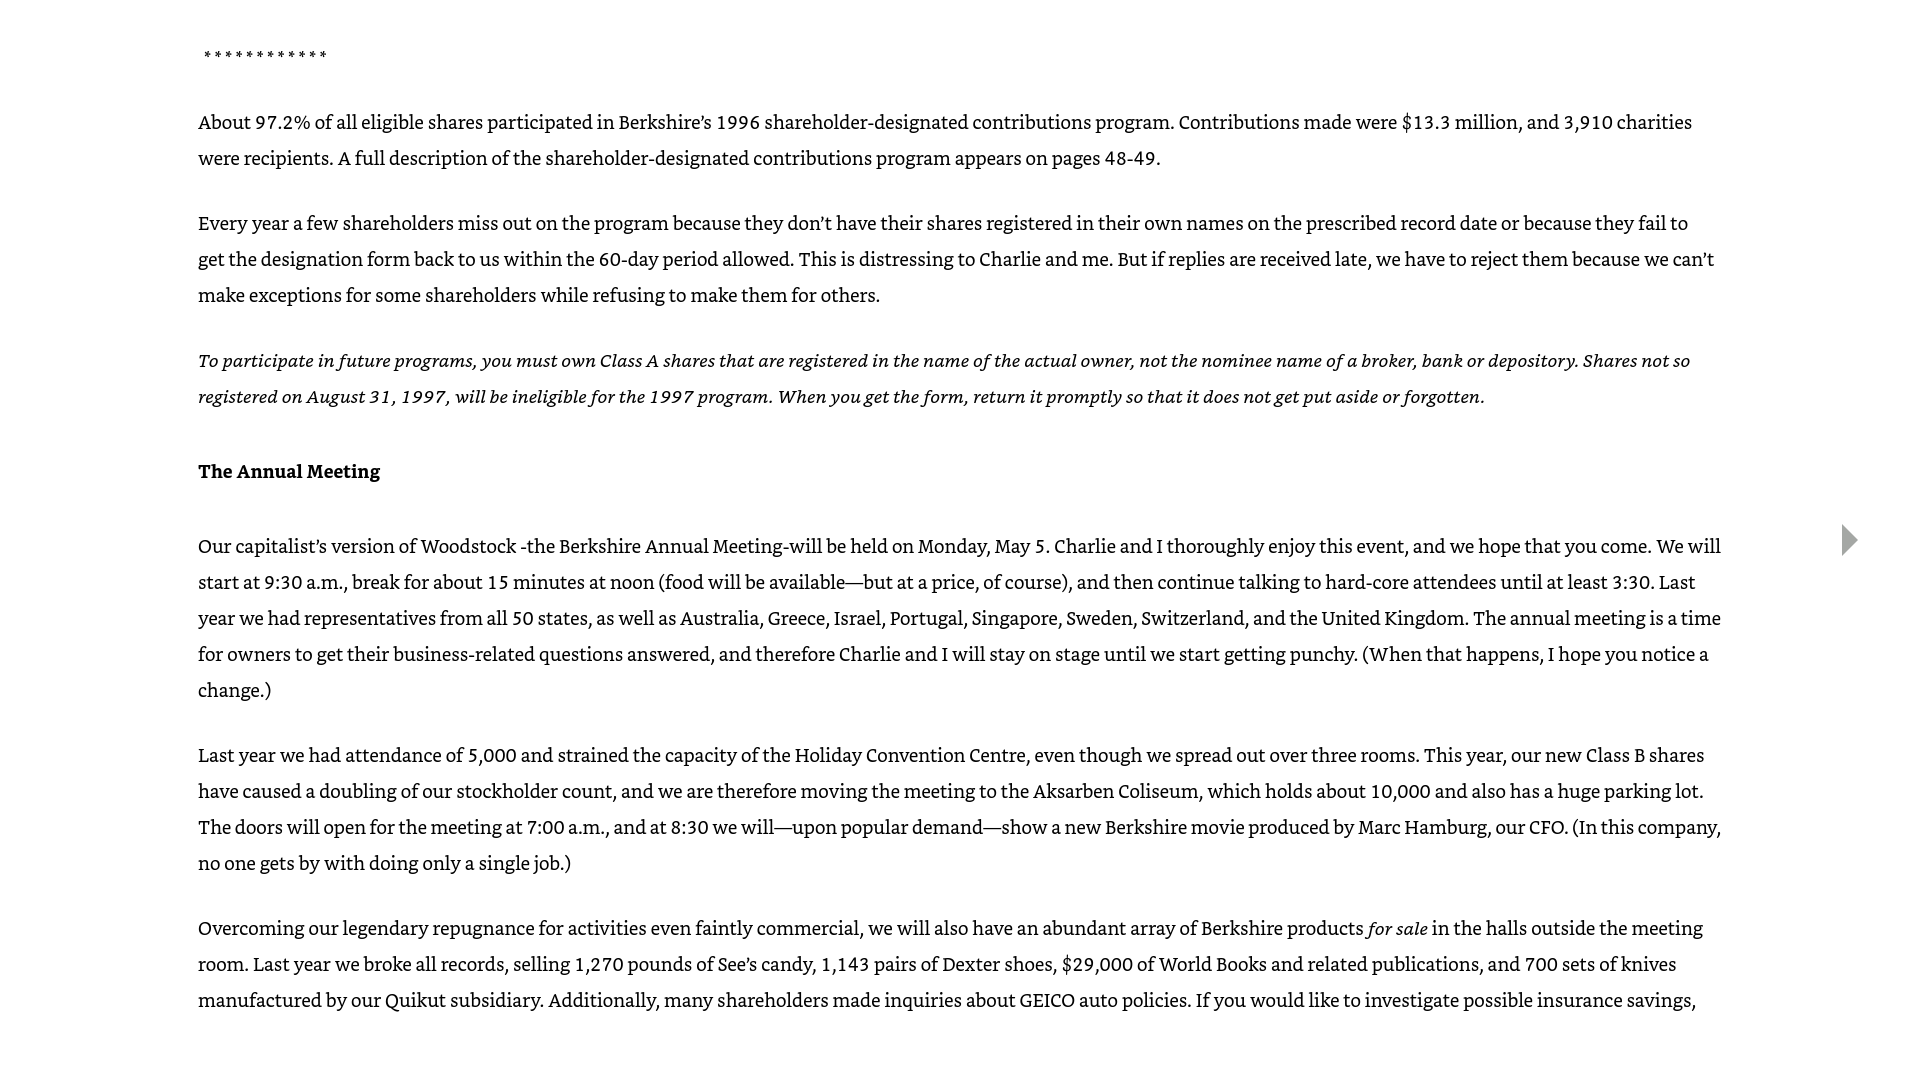 ************
About 97.2% of all eligible shares participated in Berkshire’s 1996 shareholder-designated contributions program. Contributions made were $13.3 million, and 3,910 charities
were recipients. A full description of the shareholder-designated contributions program appears on pages 48-49.
Every year a few shareholders miss out on the program because they don’t have their shares registered in their own names on the prescribed record date or because they fail to
get the designation form back to us within the 60-day period allowed. This is distressing to Charlie and me. But if replies are received late, we have to reject them because we can’t
make exceptions for some shareholders while refusing to make them for others.
To participate in future programs, you must own Class A shares that are registered in the name of the actual owner, not the nominee name of a broker, bank or depository. Shares not so
registered on August 31, 1997, will be ineligible for the 1997 program. When you get the form, return it promptly so that it does not get put aside or forgotten.
The Annual Meeting
Our capitalist’s version of Woodstock -the Berkshire Annual Meeting-will be held on Monday, May 5. Charlie and I thoroughly enjoy this event, and we hope that you come. We will
start at 9:30 a.m., break for about 15 minutes at noon (food will be available—but at a price, of course), and then continue talking to hard-core attendees until at least 3:30. Last
year we had representatives from all 50 states, as well as Australia, Greece, Israel, Portugal, Singapore, Sweden, Switzerland, and the United Kingdom. The annual meeting is a time
for owners to get their business-related questions answered, and therefore Charlie and I will stay on stage until we start getting punchy. (When that happens, I hope you notice a
change.)
Last year we had attendance of 5,000 and strained the capacity of the Holiday Convention Centre, even though we spread out over three rooms. This year, our new Class B shares
have caused a doubling of our stockholder count, and we are therefore moving the meeting to the Aksarben Coliseum, which holds about 10,000 and also has a huge parking lot.
The doors will open for the meeting at 7:00 a.m., and at 8:30 we will—upon popular demand—show a new Berkshire movie produced by Marc Hamburg, our CFO. (In this company,
no one gets by with doing only a single job.)
Overcoming our legendary repugnance for activities even faintly commercial, we will also have an abundant array of Berkshire products for sale in the halls outside the meeting
room. Last year we broke all records, selling 1,270 pounds of See’s candy, 1,143 pairs of Dexter shoes, $29,000 of World Books and related publications, and 700 sets of knives
manufactured by our Quikut subsidiary. Additionally, many shareholders made inquiries about GEICO auto policies. If you would like to investigate possible insurance savings,